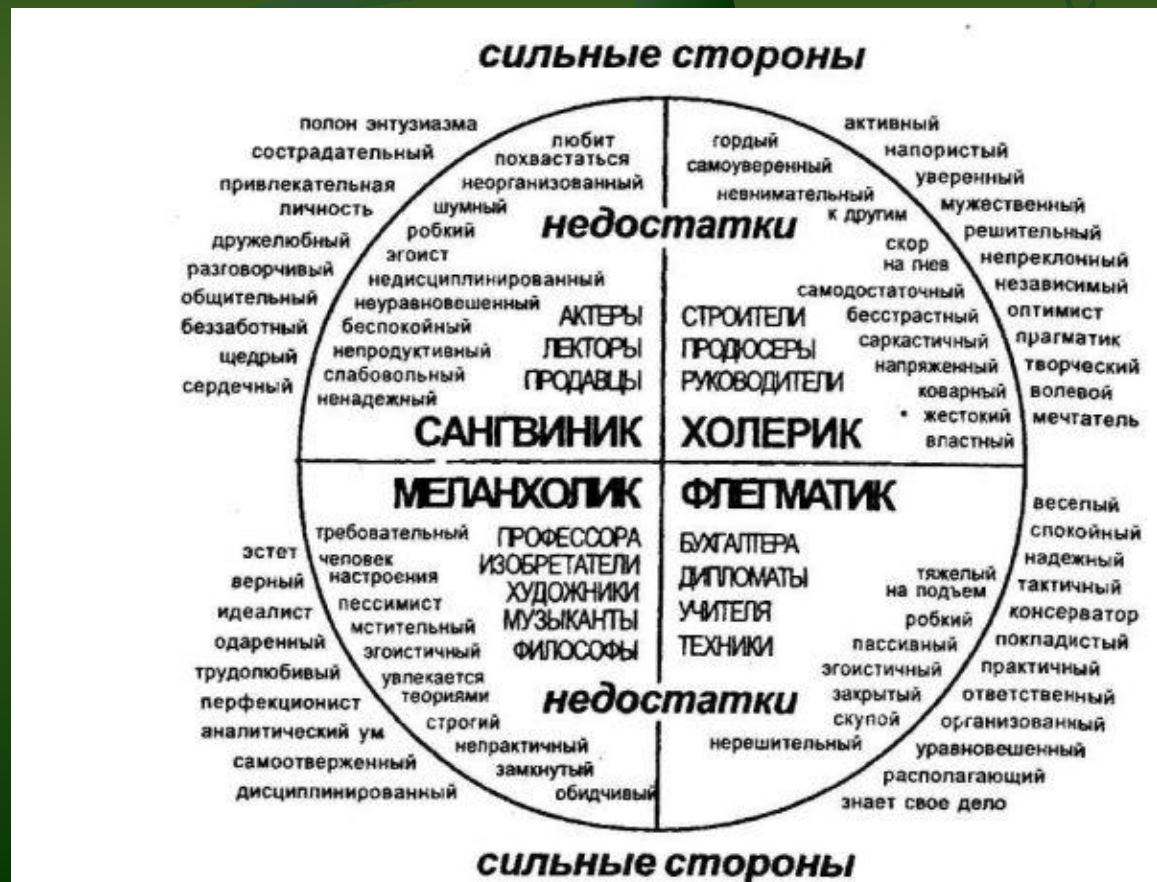 сильные стороны
полон энтузиазма
сострадательный
привлекательная
личность
дружелюбный
разговорчивый
общительный
беззаботный
щедрый
сердечный
любит
похвастаться
неорганизованный
шумный
робкий
эгоист
недисциплинированный
неуравновешенный
беспокойный
непродуктивный
слабовольный
ненадежный
недостатки
АКТЕРЫ
ЛЕКТОРЫ
ПРОДАВЦЫ
САНГВИНИК
гордый
самоуверенный
невнимательный
к другим
скор
на гнев
самодостаточный
бесстрастный
саркастичный
напряженный
коварный
жестокий
властный
СТРОИТЕЛИ
ПРОДЮСЕРЫ
РУКОВОДИТЕЛИ
ХОЛЕРИК
активный
напористый
уверенный
мужественный
решительный
непреклонный
независимый
оптимист
прагматик
творческий
волевой
мечтатель
МЕЛАНХОЛИК
требовательный
человек
настроения
пессимист
мстительный
эгоистичный
увлекается
теориями
строгий
непрактичный
замкнутый
обидчивый
ПРОФЕССОРА
ИЗОБРЕТАТЕЛИ
ХУДОЖНИКИ
МУЗЫКАНТЫ
ФИЛОСОФЫ
эстет
верный
идеалист
одаренный
трудолюбивый
перфекционист
аналитический ум
самоотверженный
дисциплинированный
ФЛЕГМАТИК
БУХГАЛТЕРА
ДИПЛОМАТЫ
УЧИТЕЛЯ
ТЕХНИКИ
тяжелый
на подъем
робкий
пассивный
эгоистичный
закрытый
скупой
нерешительный
недостатки
веселый
спокойный
надежный
тактичный
консерватор
покладистый
практичный
ответственный
организованный
уравновешенный
располагающий
знает свое дело
сильные стороны